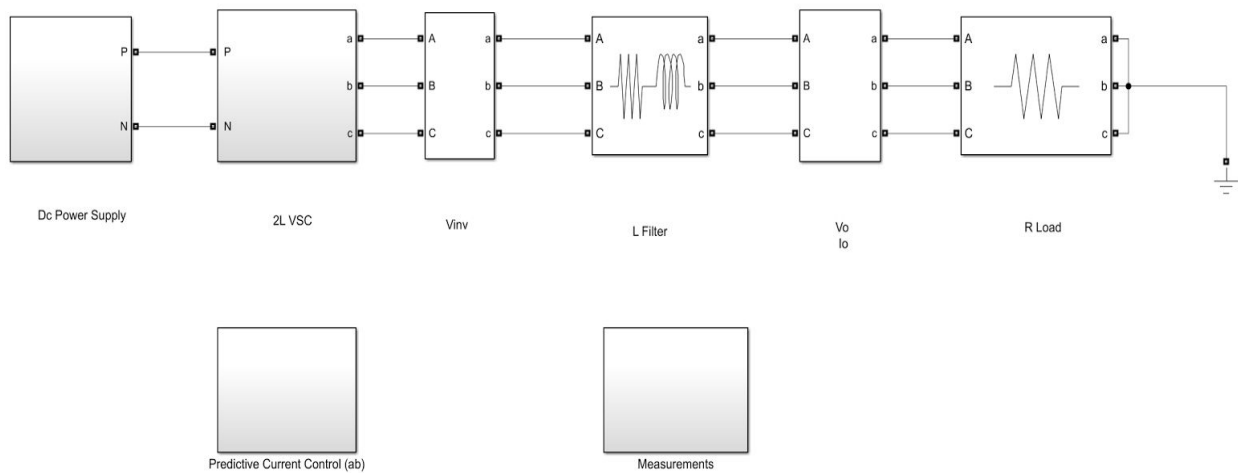 P P a A a A a A a A a
B b B b B b
b B b
N N c C c C c C c C c
Dc Power Supply
2L VSC
Vinv
L Filter
Vo
Io
R Load
Predictive Current Control (ab)
Measurements